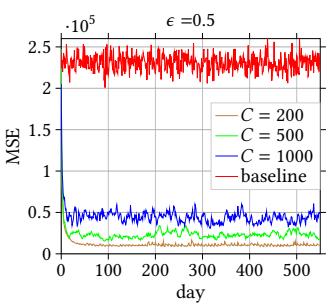 ·10⁵
ϵ =0.5
2.5
2
1.5
1
0.5
0
MSE
C = 200
C = 500
C = 1000
baseline
0 100 200 300 400 500
day